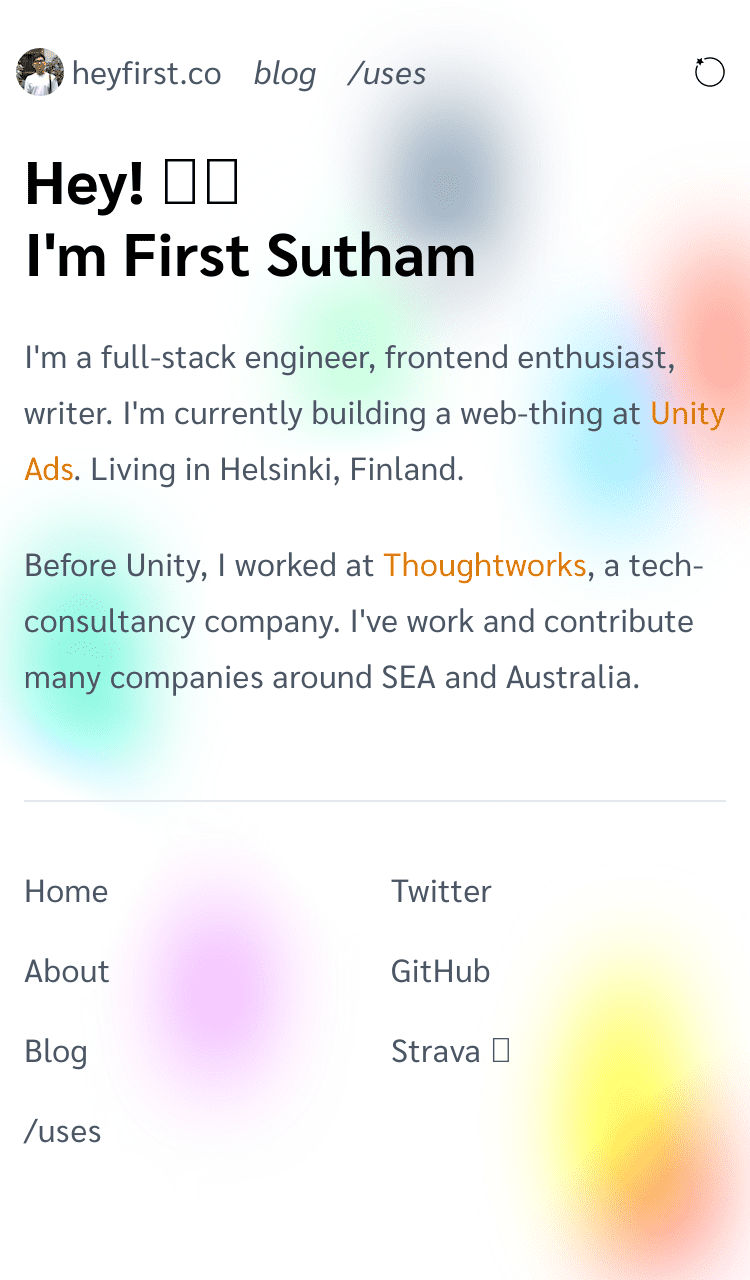 heyfirst.co blog /uses
Hey!
I'm First Sutham
I'm a full-stack engineer, frontend enthusiast,
writer. I'm currently building a web-thing at Unity
Ads. Living in Helsinki, Finland.
Before Unity, I worked at Thoughtworks, a tech-
consultancy company. I've work and contribute
many companies around SEA and Australia.
Home
Twitter
About
GitHub
Blog
Strava
/uses